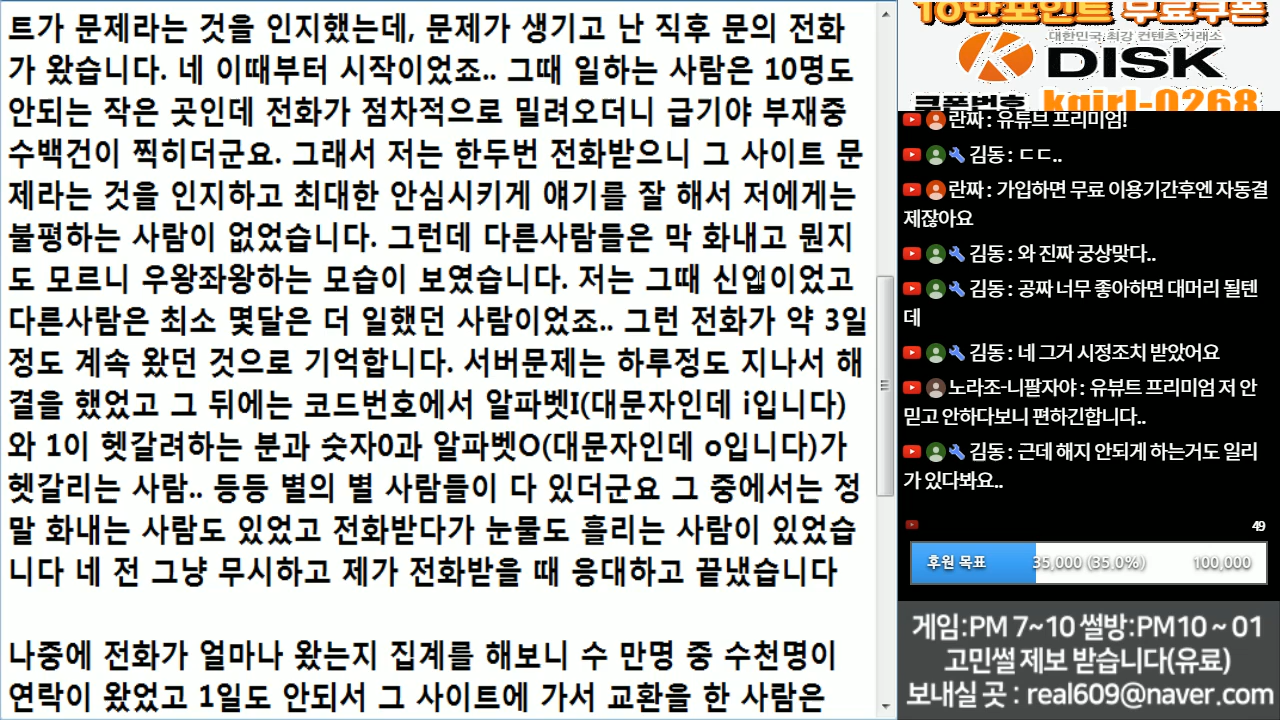 트가 문제라는 것을 인지했는데, 문제가 생기고 난 직후 문의 전화
가 왔습니다. 네 이때부터 시작이었죠.. 그때 일하는 사람은 10명도
안되는 작은 곳인데 전화가 점차적으로 밀려오더니 급기야 부재중
수백건이 찍히더군요. 그래서 저는 한두번 전화받으니 그 사이트 문
제라는 것을 인지하고 최대한 안심시키게 얘기를 잘 해서 저에게는
불평하는 사람이 없었습니다. 그런데 다른사람들은 막 화내고 뭔지
도 모르니 우왕좌왕하는 모습이 보였습니다. 저는 그때 신입이었고
다른사람은 최소 몇달은 더 일했던 사람이었죠.. 그런 전화가 약 3일
정도 계속 왔던 것으로 기억합니다. 서버문제는 하루정도 지나서 해
결을 했었고 그 뒤에는 코드번호에서 알파벳I(대문자인데 i입니다)
와 1이 헷갈려하는 분과 숫자0과 알파벳O(대문자인데 o입니다)가
헷갈리는 사람.. 등등 별의 별 사람들이 다 있더군요 그 중에서는 정
말 화내는 사람도 있었고 전화받다가 눈물도 흘리는 사람이 있었습
니다 네 전 그냥 무시하고 제가 전화받을 때 응대하고 끝냈습니다
나중에 전화가 얼마나 왔는지 집계를 해보니 수 만명 중 수천명이
연락이 왔었고 1일도 안되서 그 사이트에 가서 교환을 한 사람은
10만포인트 무료쿠폰
대한민국 최강 컨텐츠 거래소
K DISK
쿠폰번호 kgirl-0268
란짜 : 유튜브 프리미엄!
김동 : ㄷㄷ..
란짜 : 가입하면 무료 이용기간후엔 자동결
제잖아요
김동 : 와 진짜 궁상맞다..
김동 : 공짜 너무 좋아하면 대머리 될텐
데
김동 : 네 그거 시정조치 받았어요
노라조-니팔자야 : 유뷰트 프리미엄 저 안
믿고 안하다보니 편하긴합니다..
김동 : 근데 해지 안되게 하는거도 일리
가 있다봐요..
49
후원 목표 35,000 (35.0%) 100,000
게임:PM 7~10 썰방:PM10 ~ 01
고민썰 제보 받습니다(유료)
보내실 곳 : real609@naver.com